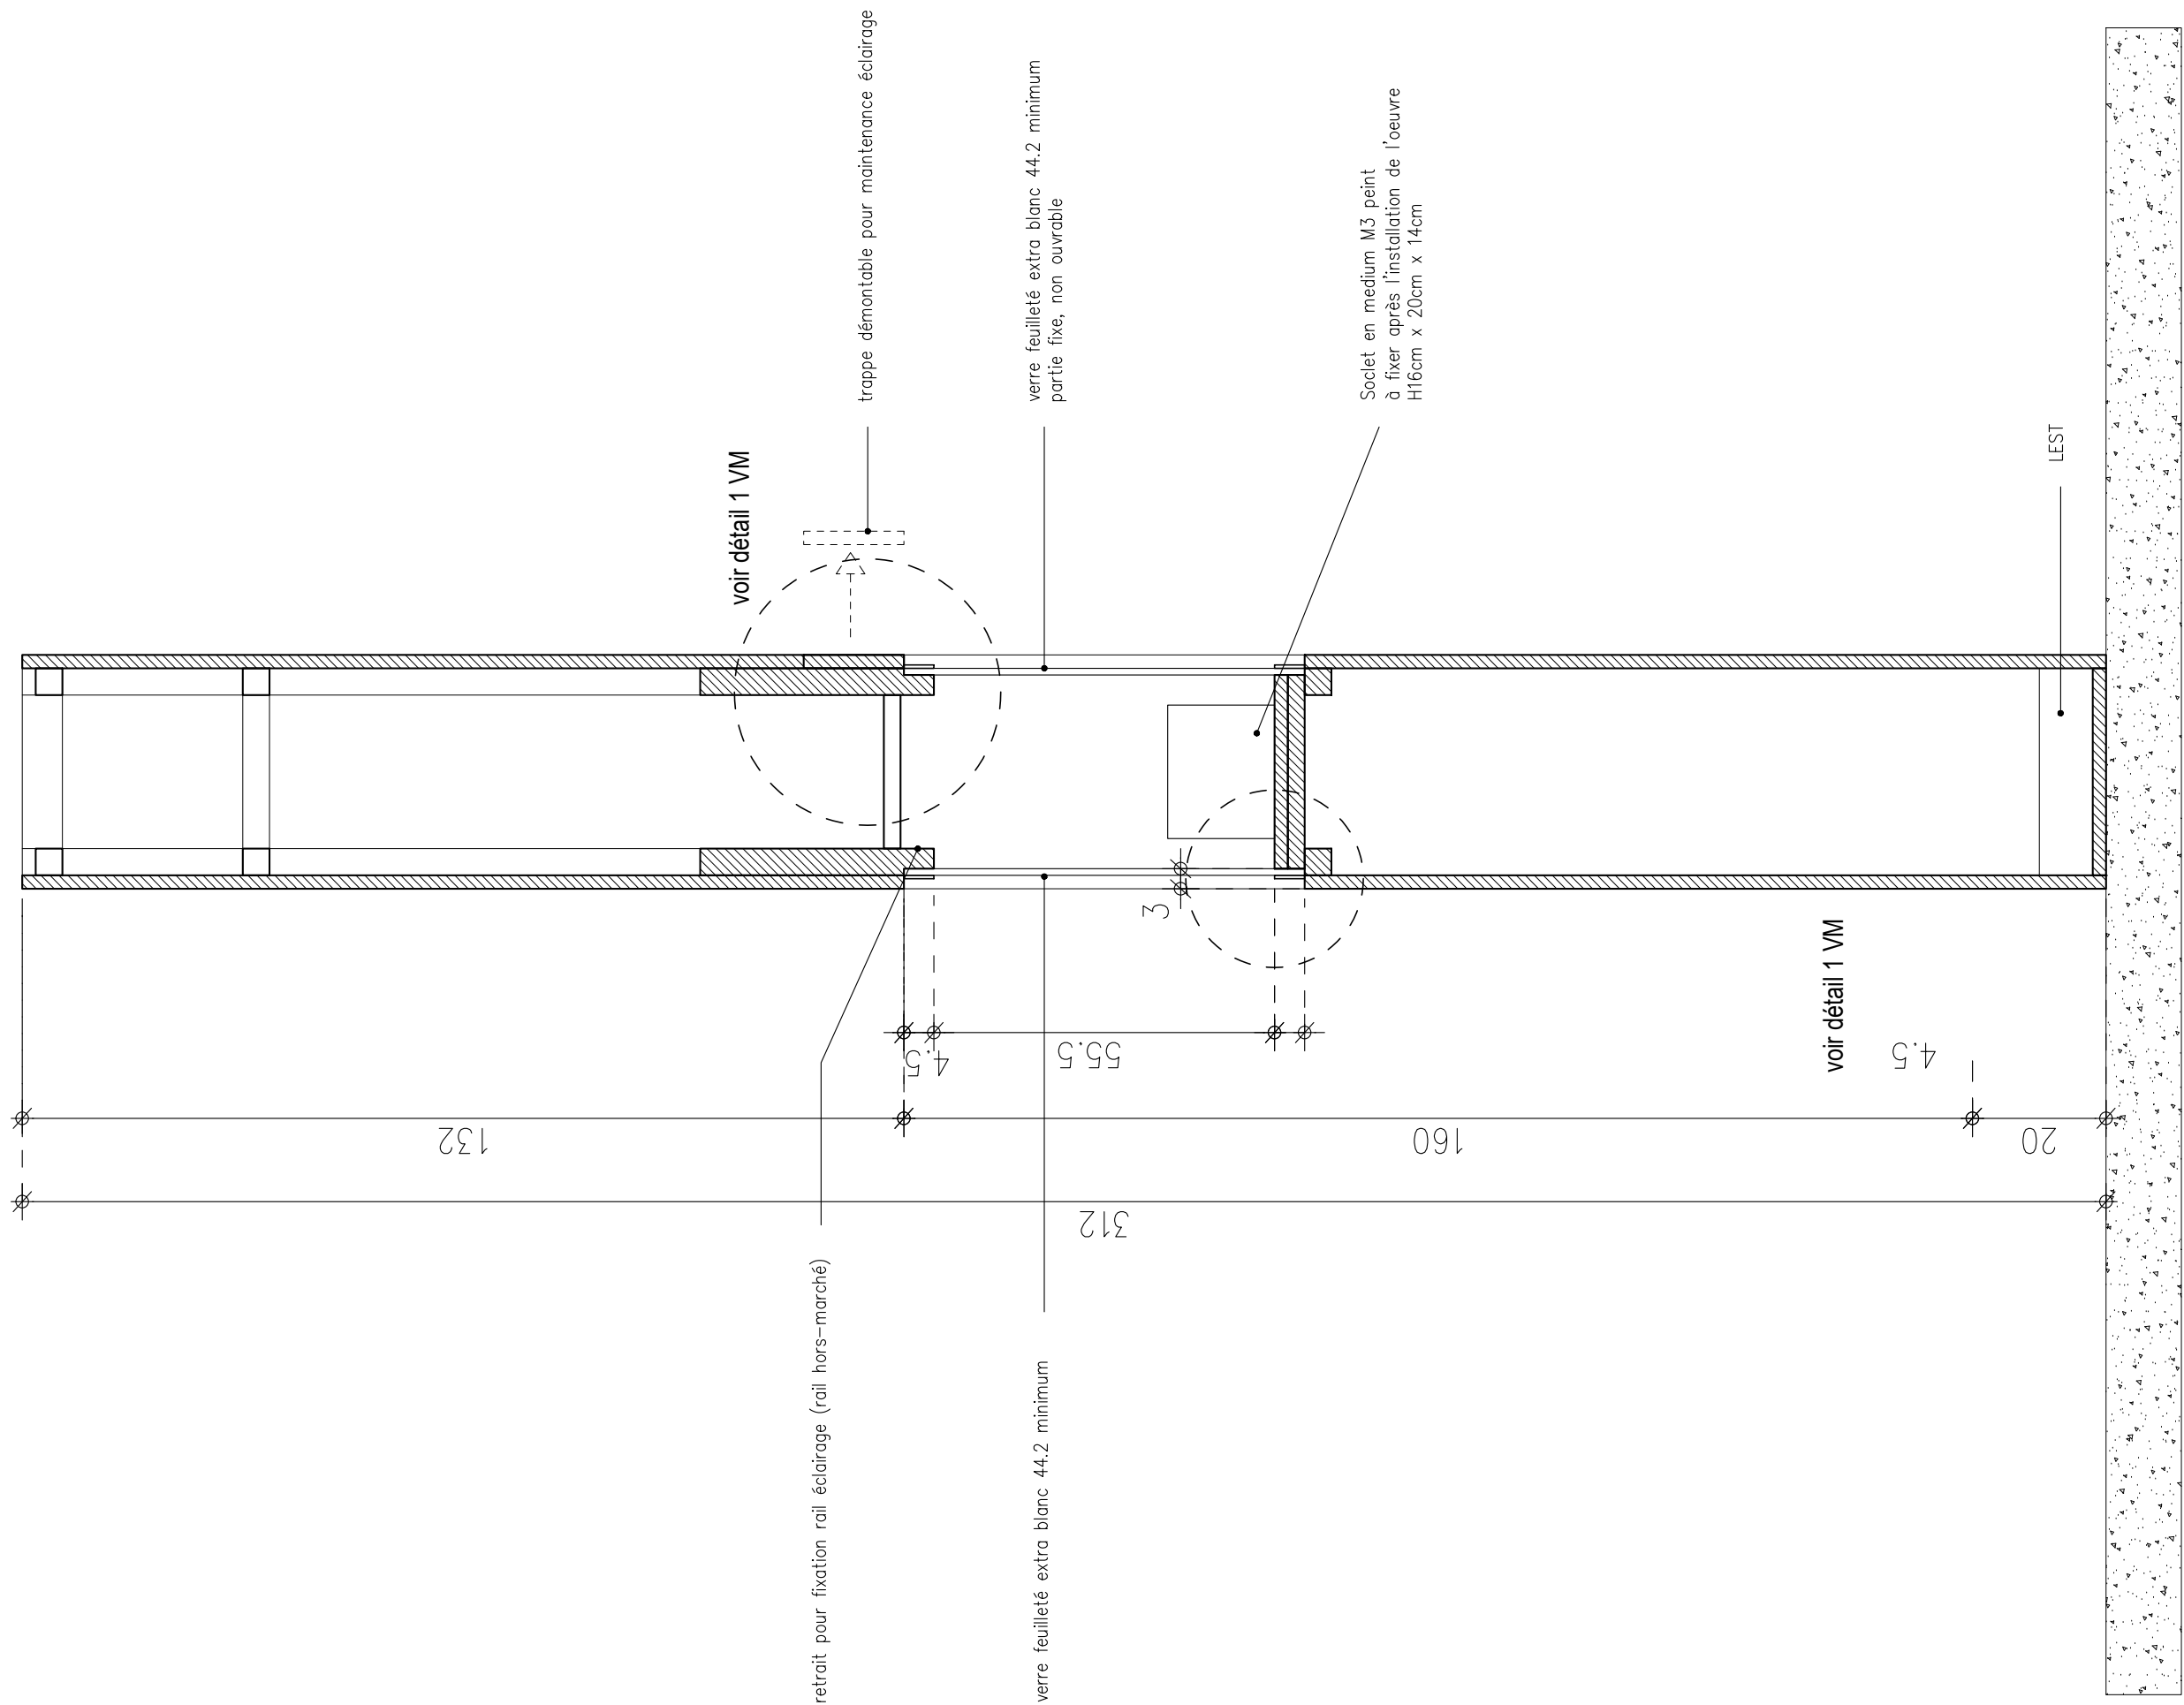 trappe démontable pour maintenance éclairage
voir détail 1 VM
verre feuilleté extra blanc 44.2 minimum
partie fixe, non ouvrable
Soclet en medium M3 peint
à fixer après l'installation de l'oeuvre
H16cm x 20cm x 14cm
LEST
3
4.5
55.5
4.5
voir détail 1 VM
132
160
20
312
retrait pour fixation rail éclairage (rail hors-marché)
verre feuilleté extra blanc 44.2 minimum